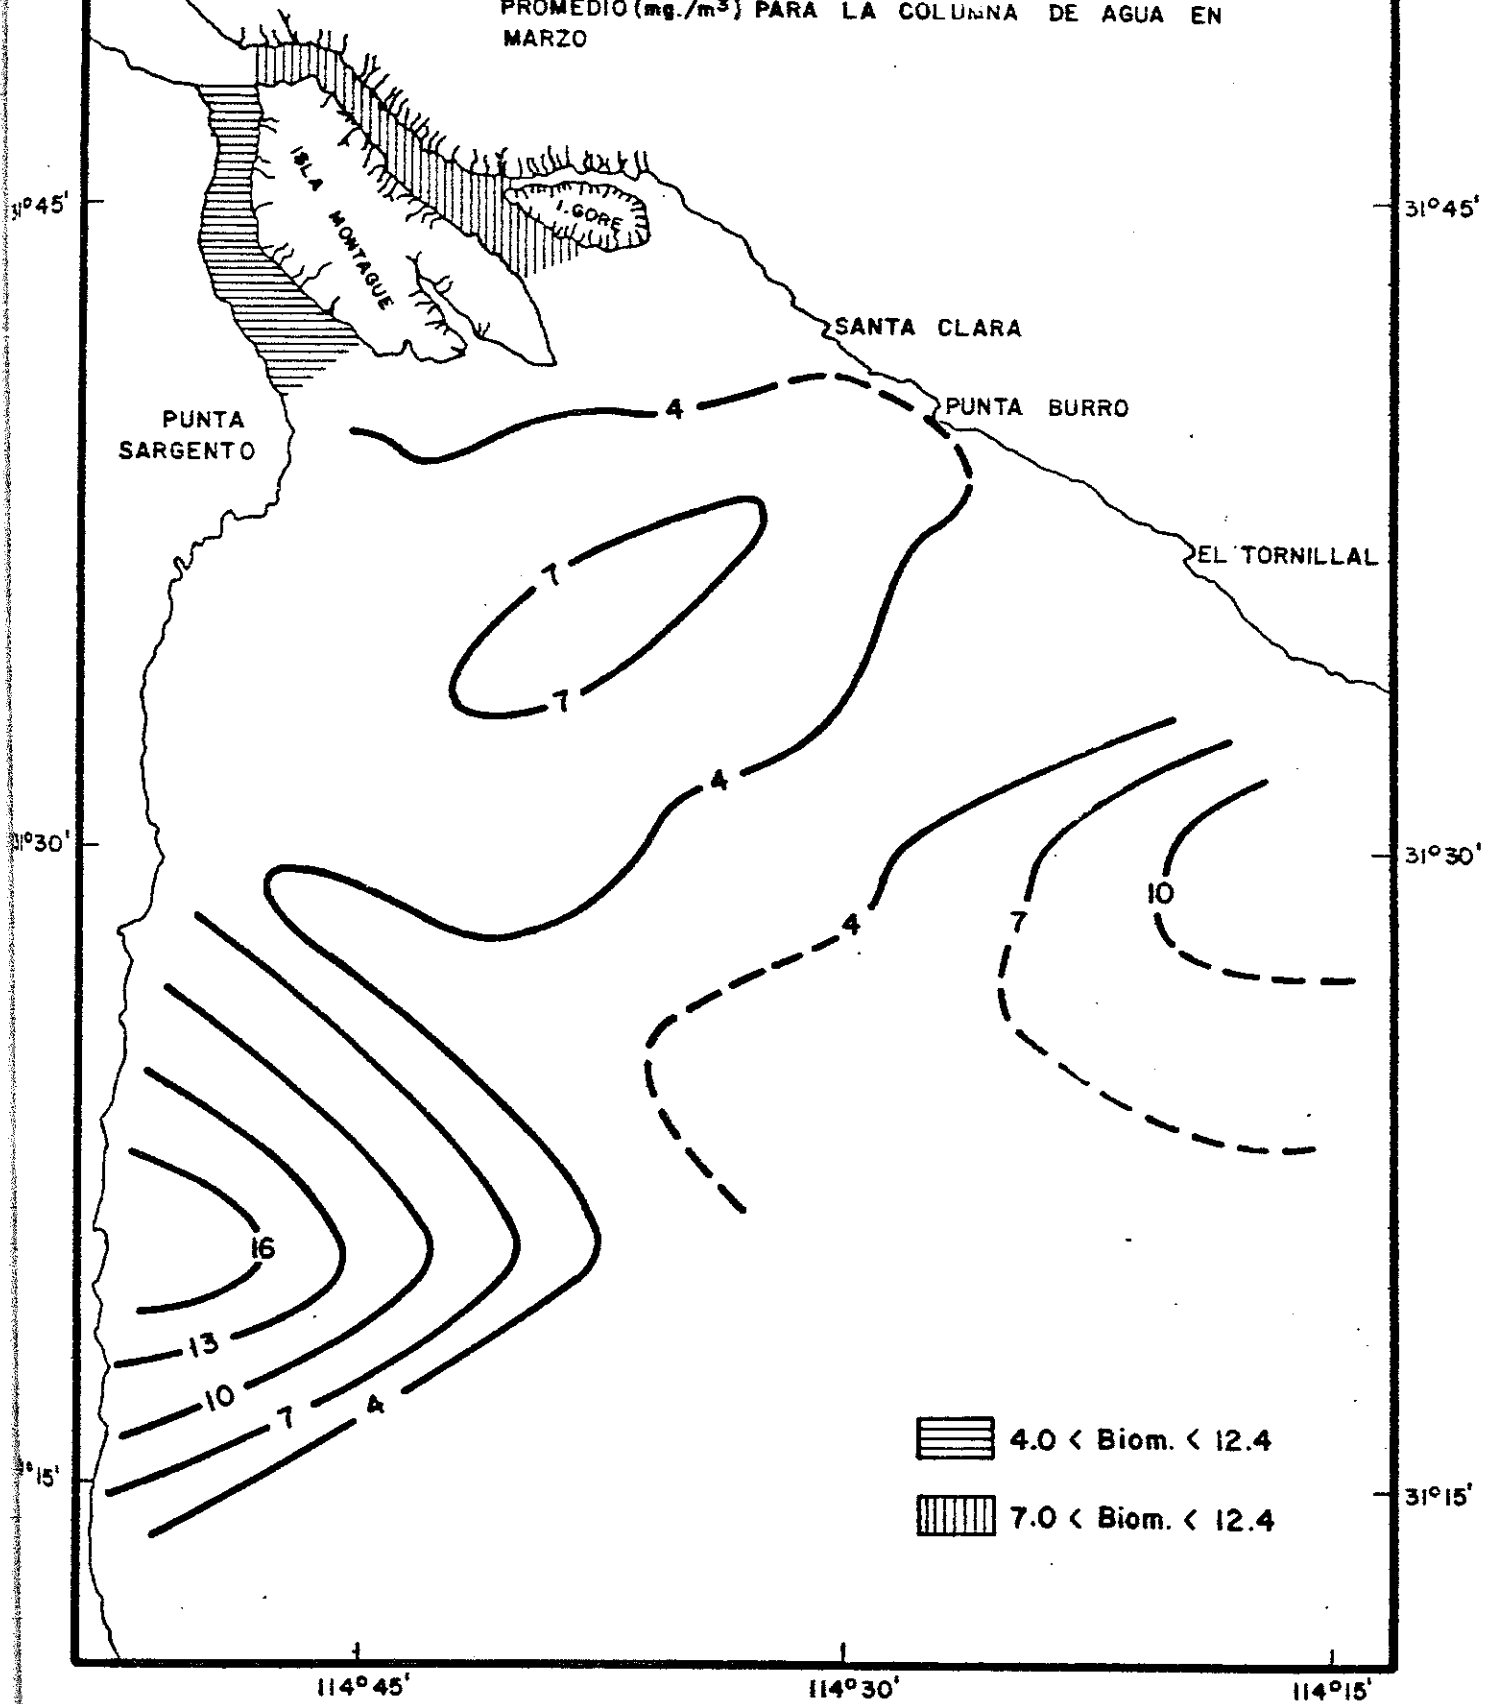 PROMEDIO (mg./m³) PARA LA COLUMNA DE AGUA EN
MARZO
ISLA MONTAGUE
I. GORE
31°45'
31°45'
SANTA CLARA
PUNTA BURRO
PUNTA
SARGENTO
4
EL TORNILLAL
7
7
4
31°30'
31°30'
10
7
4
16
13
10
7
4
4.0 < Biom. < 12.4
7.0 < Biom. < 12.4
°15'
31°15'
114°45'
114°30'
114°15'